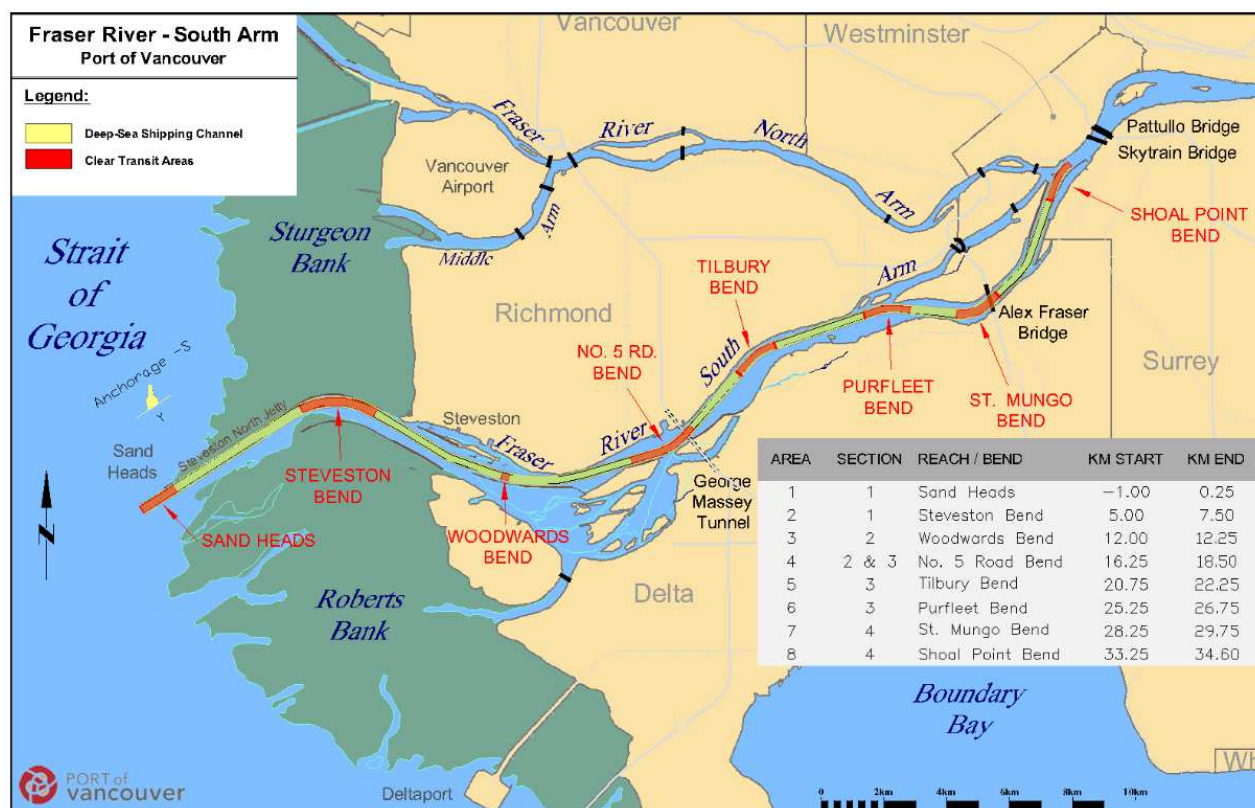 Fraser River - South Arm
Port of Vancouver
Legend:
Deep-Sea Shipping Channel
Clear Transit Areas
Vancouver
Westminster
Fraser
River
North
Arm
Pattullo Bridge
Skytrain Bridge
Vancouver
Airport
Arm
Middle
Sturgeon
Bank
Strait
of
Georgia
SHOAL POINT
BEND
Arm
TILBURY
BEND
Richmond
Alex Fraser
Bridge
Surrey
NO. 5 RD.
BEND
South
PURFLEET
BEND
ST. MUNGO
BEND
Anchorage -S
Y
Steveston North Jetty
Steveston
Fraser
River
Sand
Heads
STEVESTON
BEND
George
Massey
Tunnel
SAND HEADS
WOODWARDS
BEND
N
Roberts
Bank
Delta
AREA SECTION REACH / BEND KM START KM END
1 1 Sand Heads -1.00 0.25
2 1 Steveston Bend 5.00 7.50
3 2 Woodwards Bend 12.00 12.25
4 2 & 3 No. 5 Road Bend 16.25 18.50
5 3 Tilbury Bend 20.75 22.25
6 3 Purfleet Bend 25.25 26.75
7 4 St. Mungo Bend 28.25 29.75
8 4 Shoal Point Bend 33.25 34.60
Boundary
Bay
Wh
PORT of
vancouver
Deltaport
0 2km 4km 6km 8km 10km